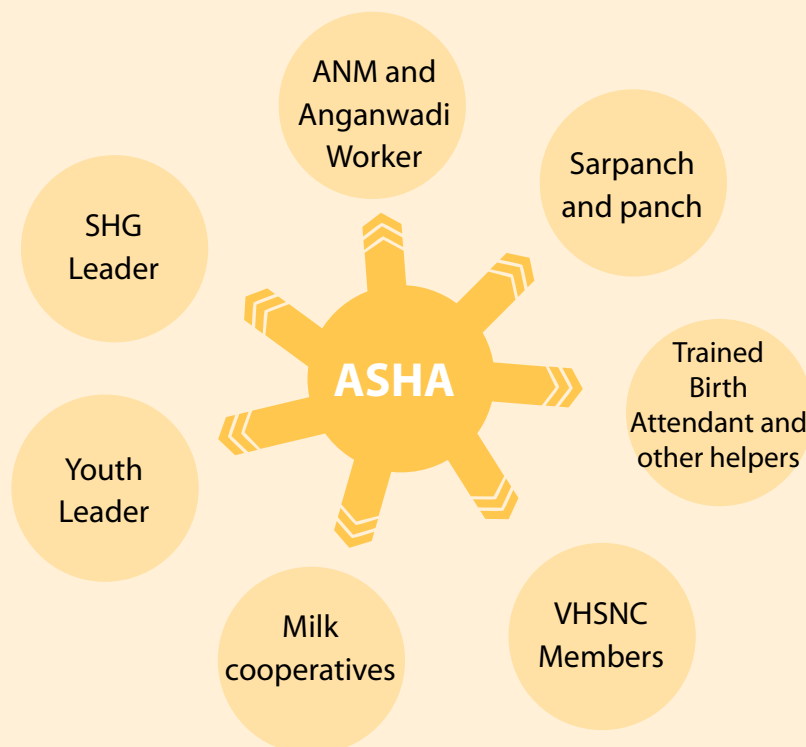 ANM and
Anganwadi
Worker
Sarpanch
and panch
SHG
Leader
ASHA
Trained
Birth
Attendant and
other helpers
Youth
Leader
Milk
cooperatives
VHSNC
Members